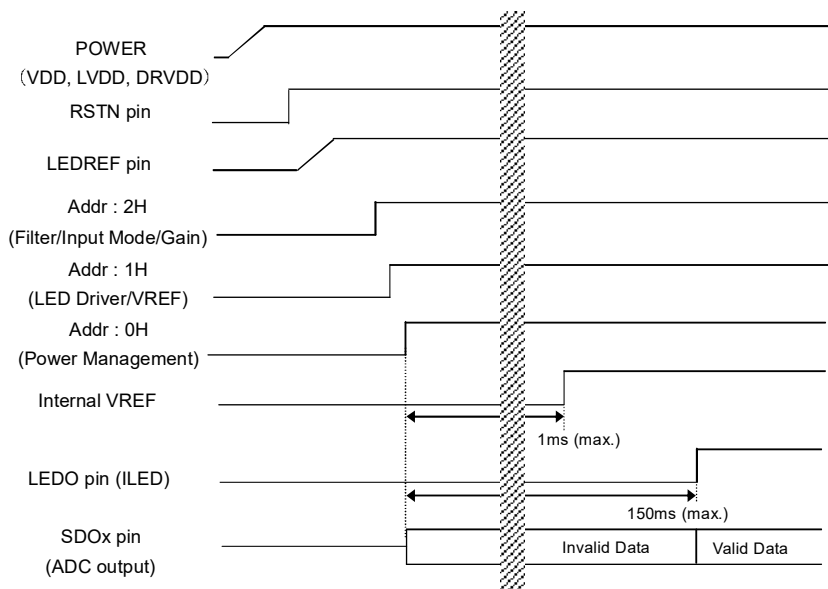 POWER
（VDD, LVDD, DRVDD)
RSTN pin
LEDREF pin
Addr : 2H
(Filter/Input Mode/Gain)
Addr : 1H
(LED Driver/VREF)
Addr : 0H
(Power Management)
Internal VREF
1ms (max.)
LEDO pin (ILED)
150ms (max.)
SDOx pin
(ADC output)
Invalid Data
Valid Data